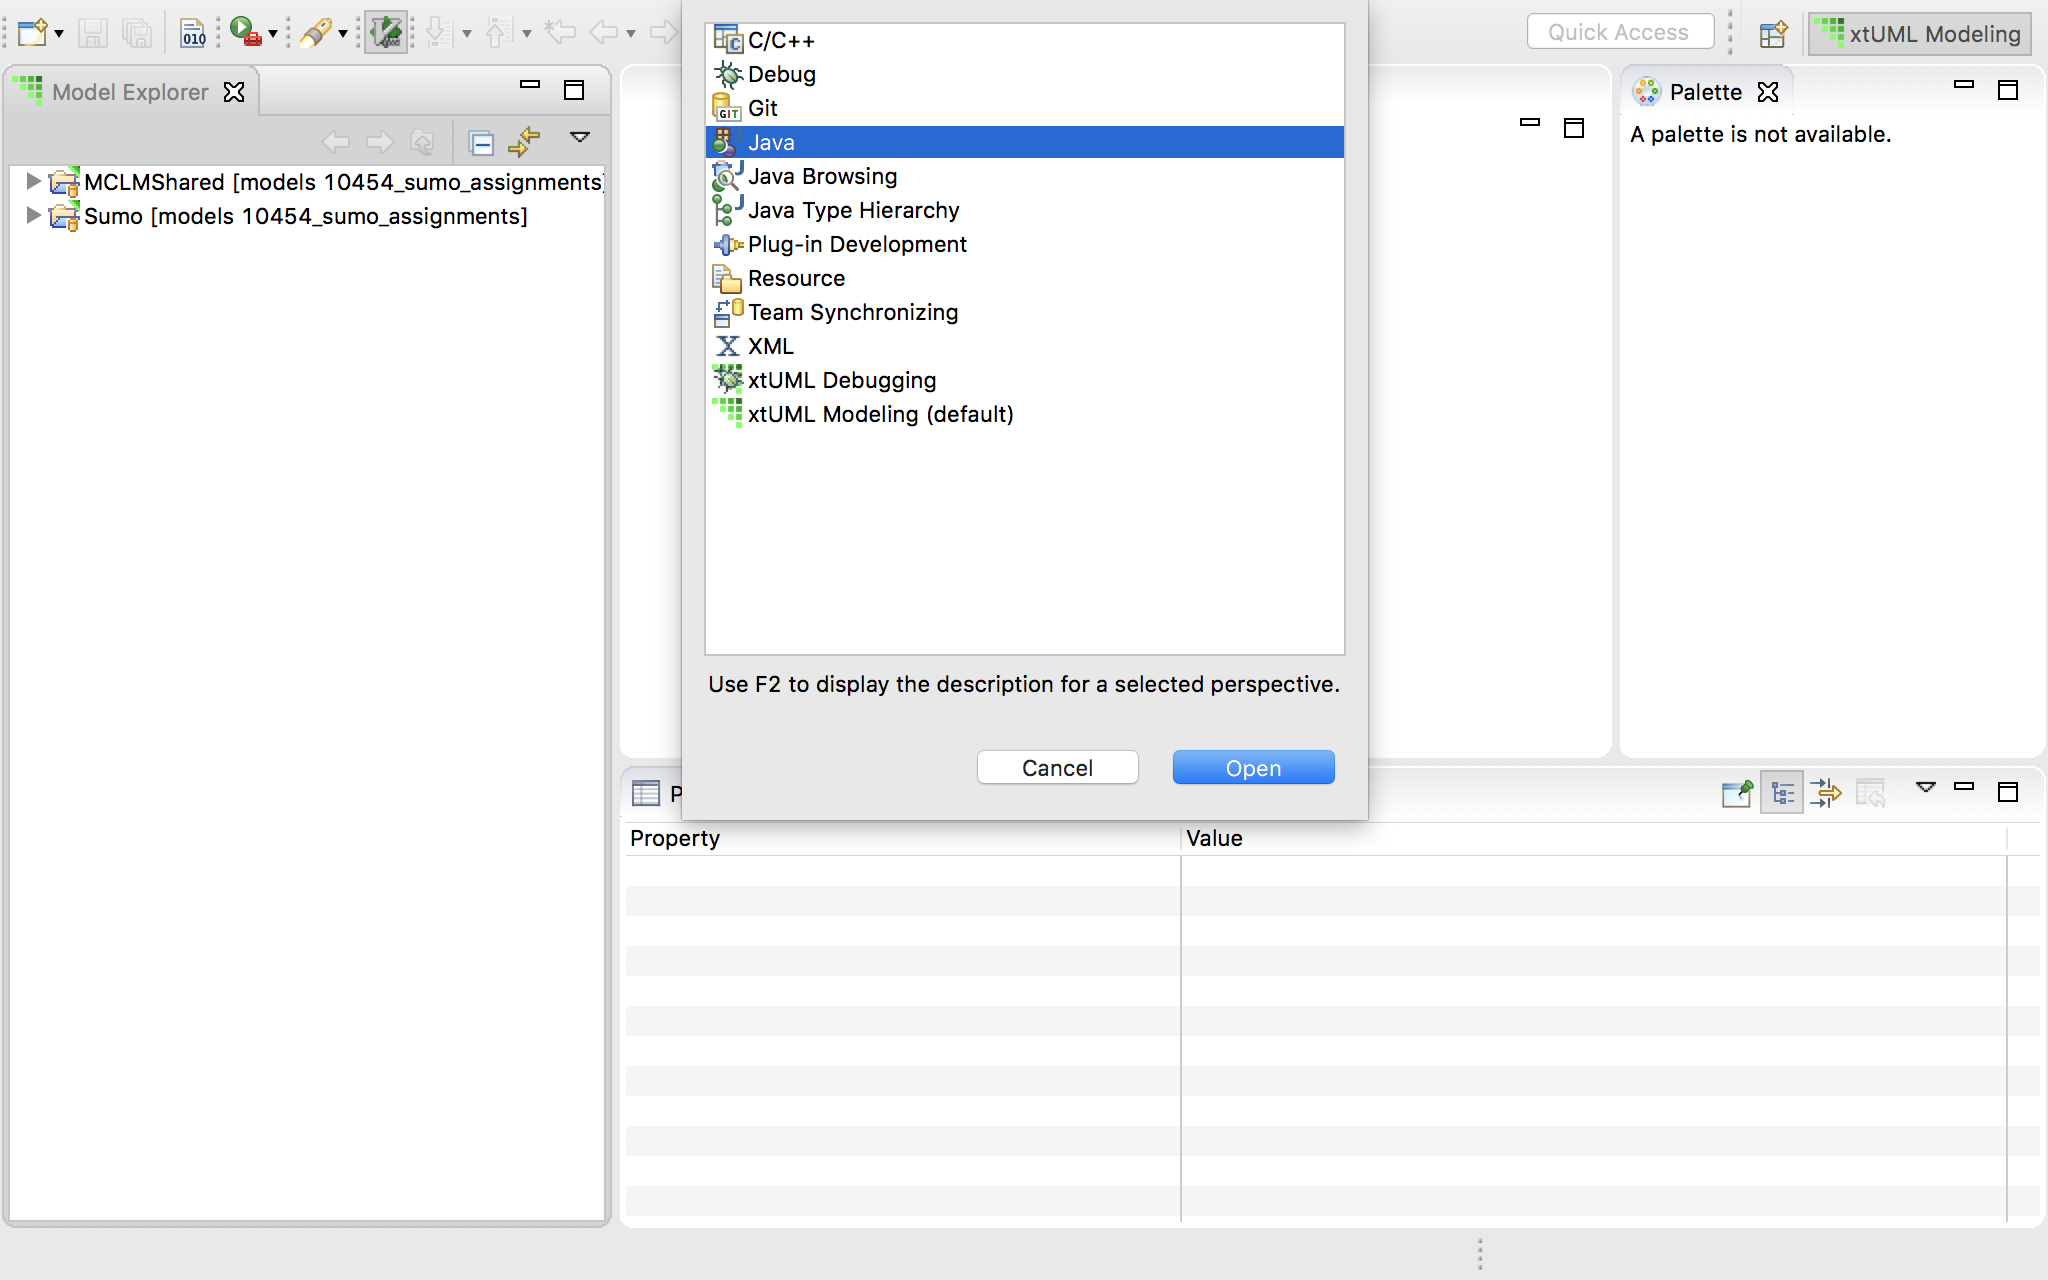 010
Quick Access
xtUML Modeling
Model Explorer
MCLMShared [models 10454_sumo_assignments]
Sumo [models 10454_sumo_assignments]
C/C++
Debug
GIT
Git
Java
Java Browsing
Java Type Hierarchy
Plug-in Development
Resource
Team Synchronizing
XML
xtUML Debugging
xtUML Modeling (default)
Use F2 to display the description for a selected perspective.
Cancel
Open
Palette
A palette is not available.
P
Property
Value